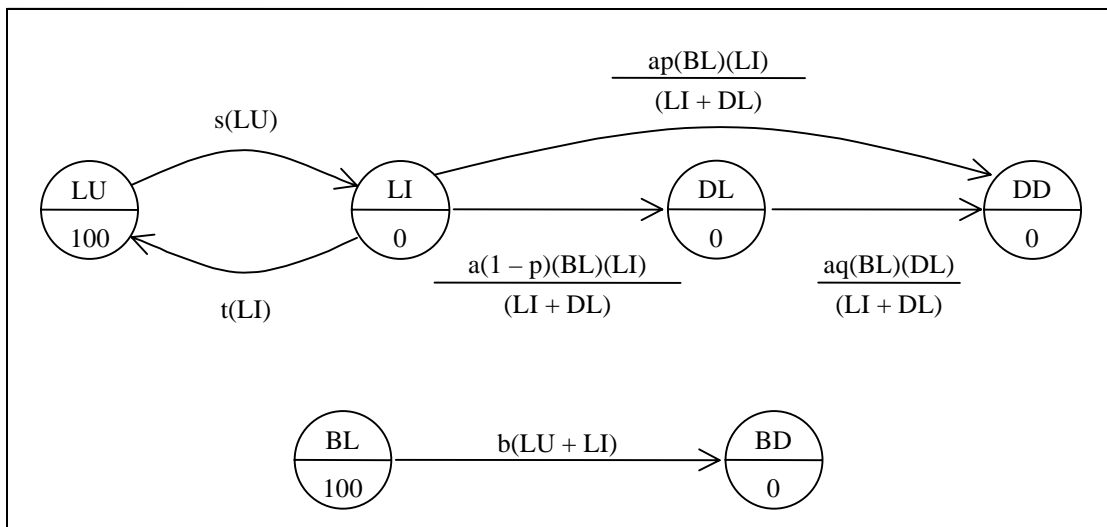 ap(BL)(LI)
(LI + DL)
s(LU)
LU
100
LI
0
DL
0
DD
0
t(LI)
a(1 – p)(BL)(LI)
(LI + DL)
aq(BL)(DL)
(LI + DL)
BL
100
b(LU + LI)
BD
0